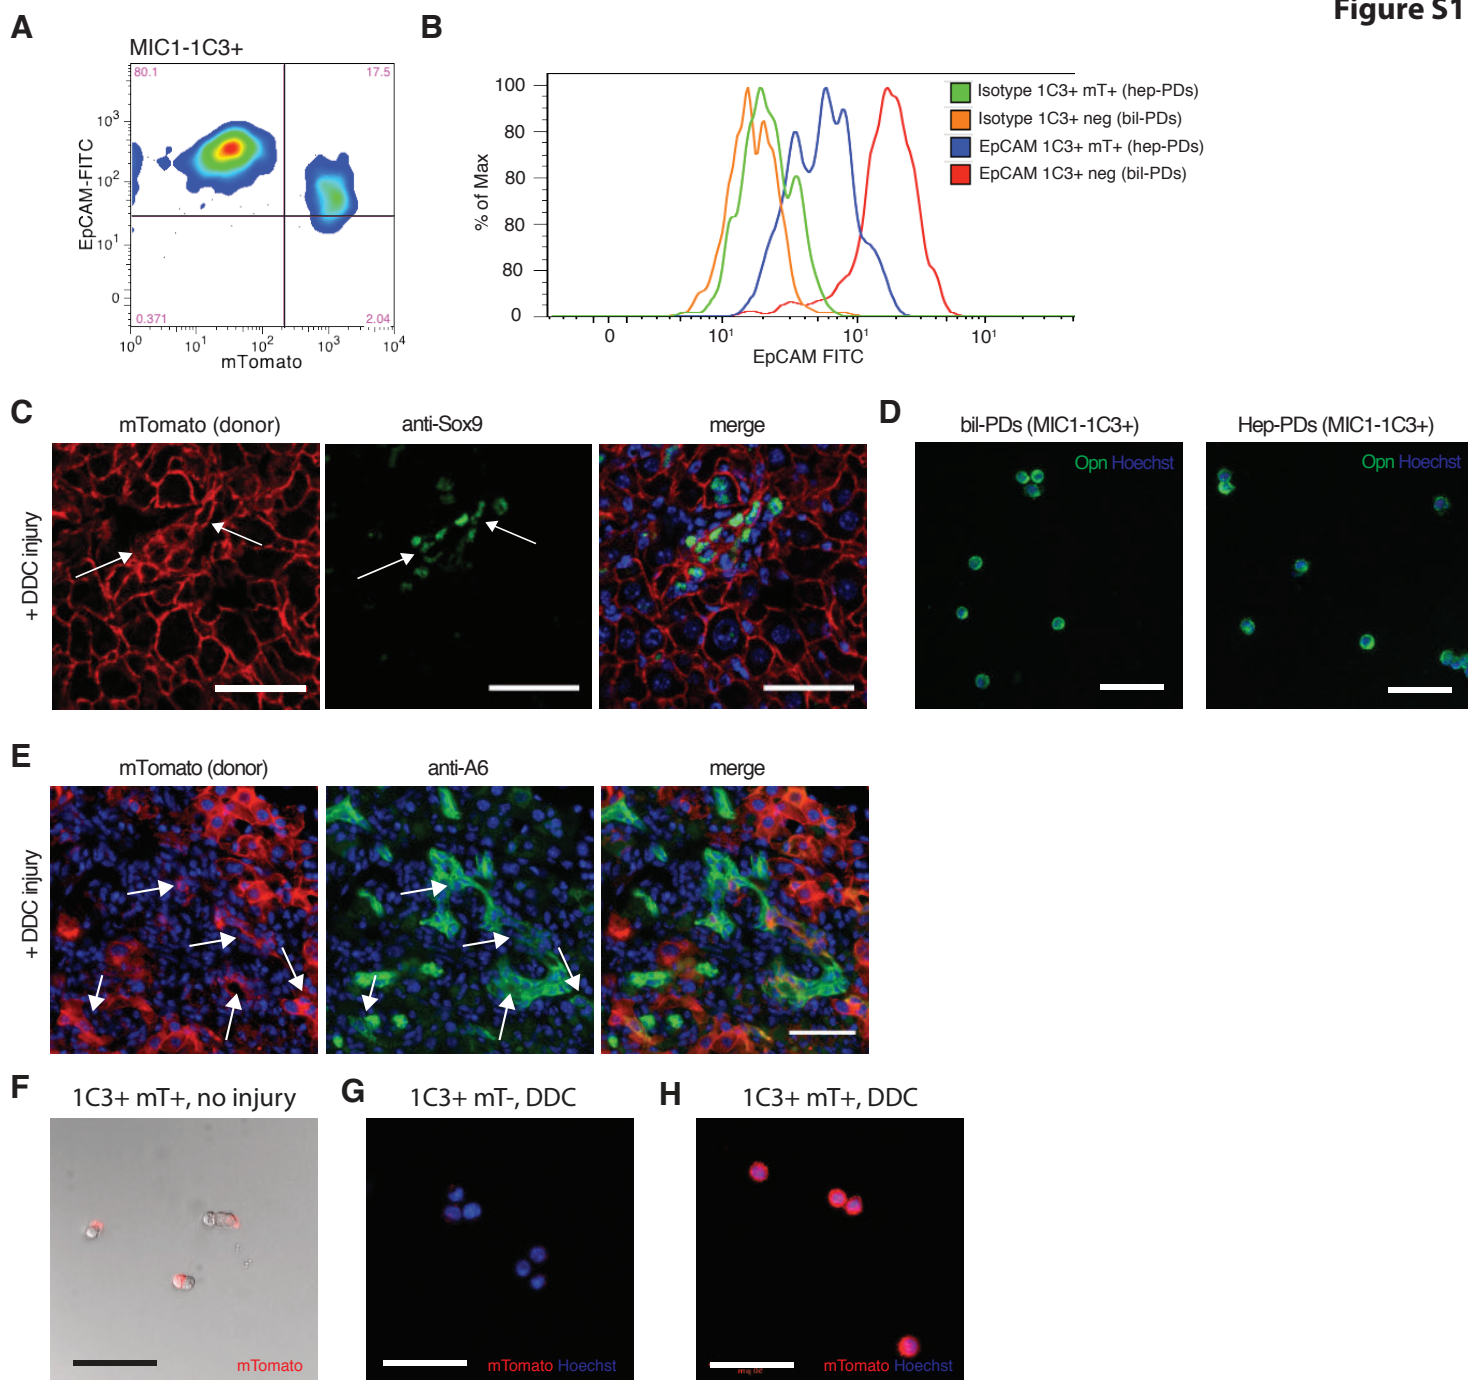 Figure S1
A
MIC1-1C3+
80.1
17.5
0.371
2.04
EpCAM-FITC
10³
10²
10¹
0
10⁰ 10¹ 10² 10³ 10⁴
mTomato
B
% of Max
100
80
80
80
80
0
0 10¹ 10¹ 10¹
EpCAM FITC
Isotype 1C3+ mT+ (hep-PDs)
Isotype 1C3+ neg (bil-PDs)
EpCAM 1C3+ mT+ (hep-PDs)
EpCAM 1C3+ neg (bil-PDs)
C
mTomato (donor)
anti-Sox9
merge
+ DDC injury
D
bil-PDs (MIC1-1C3+)
Opn Hoechst
Hep-PDs (MIC1-1C3+)
Opn Hoechst
E
mTomato (donor)
anti-A6
merge
+ DDC injury
F
1C3+ mT+, no injury
mTomato
G
1C3+ mT-, DDC
mTomato Hoechst
H
1C3+ mT+, DDC
mTomato Hoechst